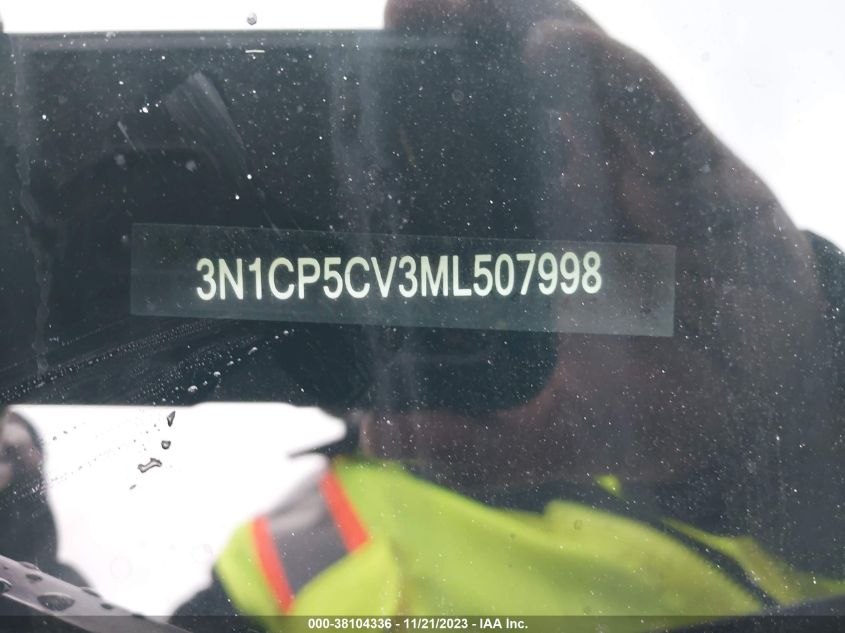 3N1CP5CV3ML507998
000-38104336 - 11/21/2023 - IAA Inc.